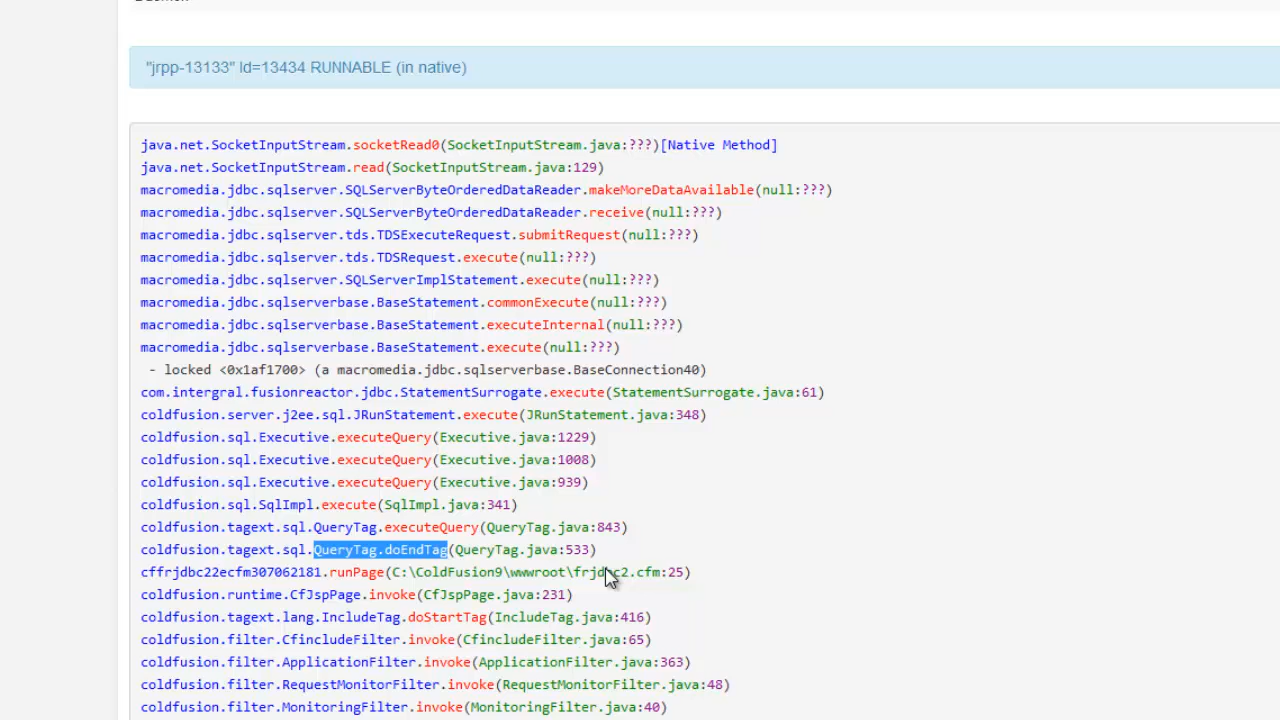 "jrpp-13133" Id=13434 RUNNABLE (in native)
java.net.SocketInputStream.socketRead0(SocketInputStream.java:???)[Native Method]
java.net.SocketInputStream.read(SocketInputStream.java:129)
macromedia.jdbc.sqlserver.SQLServerByteOrderedDataReader.makeMoreDataAvailable(null:???)
macromedia.jdbc.sqlserver.SQLServerByteOrderedDataReader.receive(null:???)
macromedia.jdbc.sqlserver.tds.TDSExecuteRequest.submitRequest(null:???)
macromedia.jdbc.sqlserver.tds.TDSRequest.execute(null:???)
macromedia.jdbc.sqlserver.SQLServerImplStatement.execute(null:???)
macromedia.jdbc.sqlserverbase.BaseStatement.commonExecute(null:???)
macromedia.jdbc.sqlserverbase.BaseStatement.executeInternal(null:???)
macromedia.jdbc.sqlserverbase.BaseStatement.execute(null:???)
- locked <0x1af1700> (a macromedia.jdbc.sqlserverbase.BaseConnection40)
com.intergral.fusionreactor.jdbc.StatementSurrogate.execute(StatementSurrogate.java:61)
coldfusion.server.j2ee.sql.JRunStatement.execute(JRunStatement.java:348)
coldfusion.sql.Executive.executeQuery(Executive.java:1229)
coldfusion.sql.Executive.executeQuery(Executive.java:1008)
coldfusion.sql.Executive.executeQuery(Executive.java:939)
coldfusion.sql.SqlImpl.execute(SqlImpl.java:341)
coldfusion.tagext.sql.QueryTag.executeQuery(QueryTag.java:843)
coldfusion.tagext.sql.QueryTag.doEndTag(QueryTag.java:533)
cffrjdbc22ecfm307062181.runPage(C:\ColdFusion9\wwwroot\frjdbc2.cfm:25)
coldfusion.runtime.CfJspPage.invoke(CfJspPage.java:231)
coldfusion.tagext.lang.IncludeTag.doStartTag(IncludeTag.java:416)
coldfusion.filter.CfincludeFilter.invoke(CfincludeFilter.java:65)
coldfusion.filter.ApplicationFilter.invoke(ApplicationFilter.java:363)
coldfusion.filter.RequestMonitorFilter.invoke(RequestMonitorFilter.java:48)
coldfusion.filter.MonitoringFilter.invoke(MonitoringFilter.java:40)